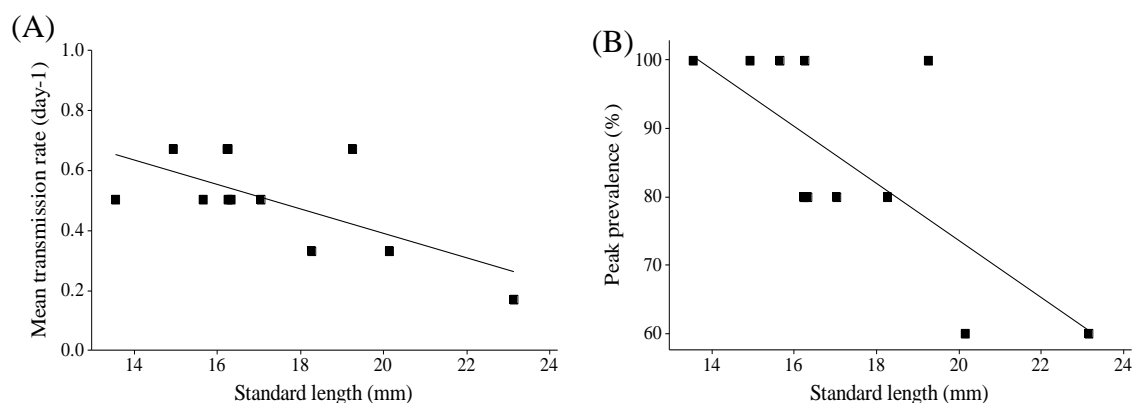 (A)
Mean transmission rate (day-1)
1.0
0.8
0.6
0.4
0.2
0.0
14 16 18 20 22 24
Standard length (mm)
(B)
Peak prevalence (%)
100
90
80
70
60
14 16 18 20 22 24
Standard length (mm)